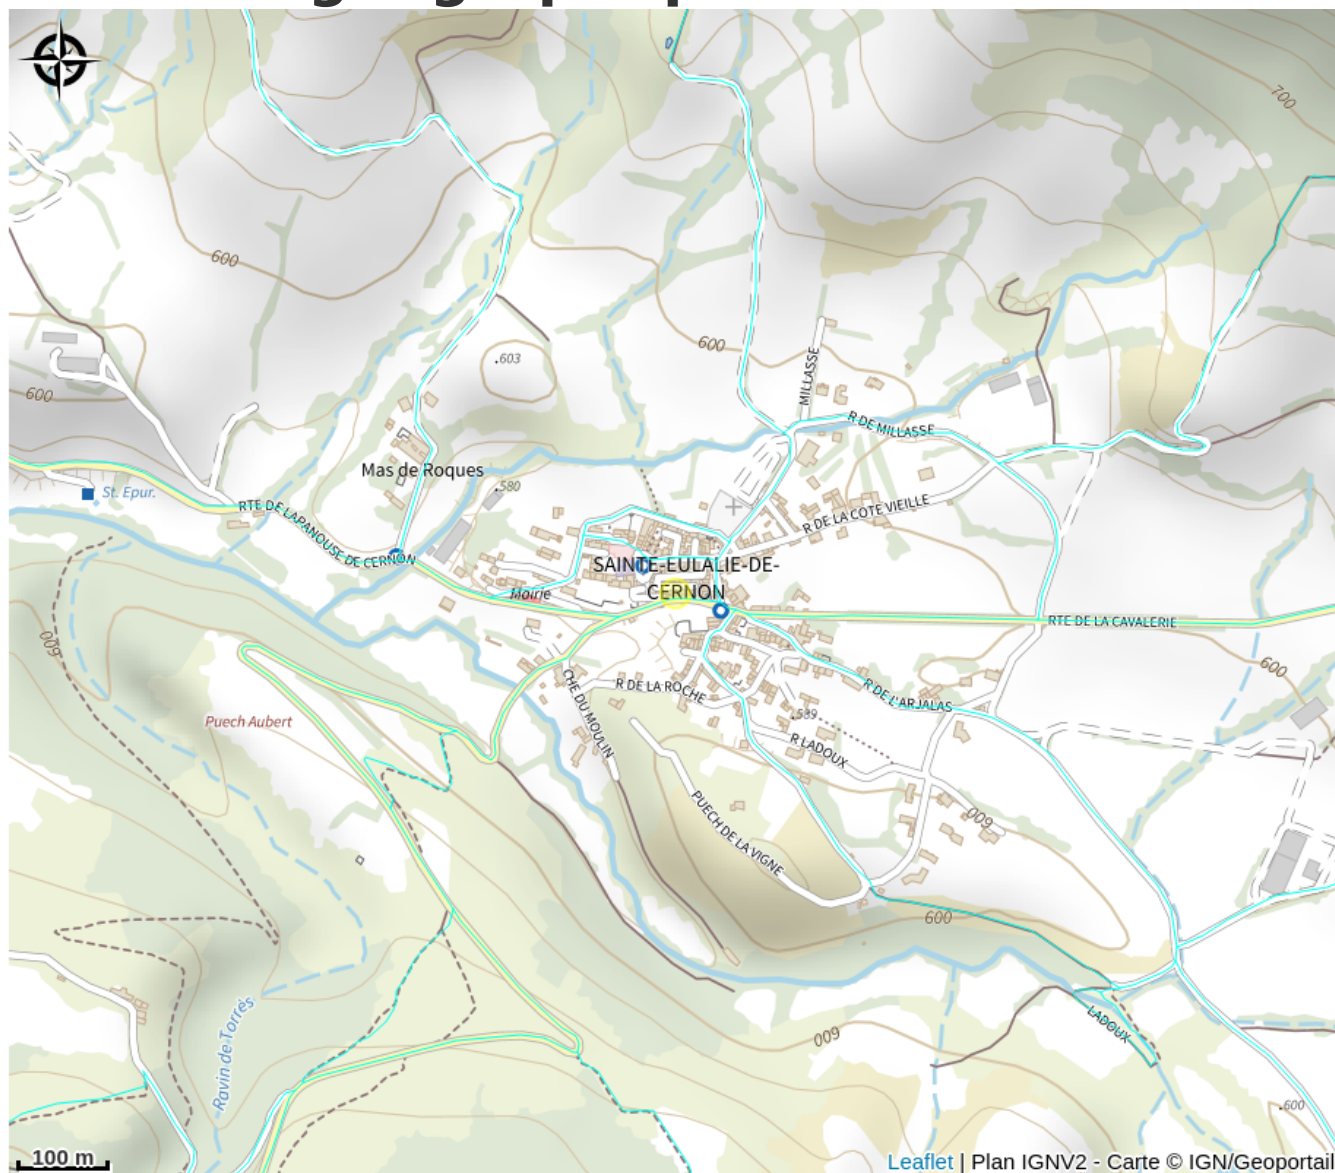 700
600
600
.603
600
MILLASSE
R DE MILLASSE
Mas de Roques
St. Epur.
.580
RTE DE LAPANOUSE DE CERNON
R DE LA COTE VIEILLE
SAINTE-EULALIE-DE-
CERNON
Mairie
RTE DE LA CAVALERIE
600
600
CHE DU MOULIN
R DE LA ROCHE
R DE L'ARJALAS
Puech Aubert
.589
R LADOUX
PUECH DE LA VIGNE
600
600
Ravin de Torrès
LADOUX
600
.600
100 m
Leaflet | Plan IGNV2 - Carte © IGN/Geoportail